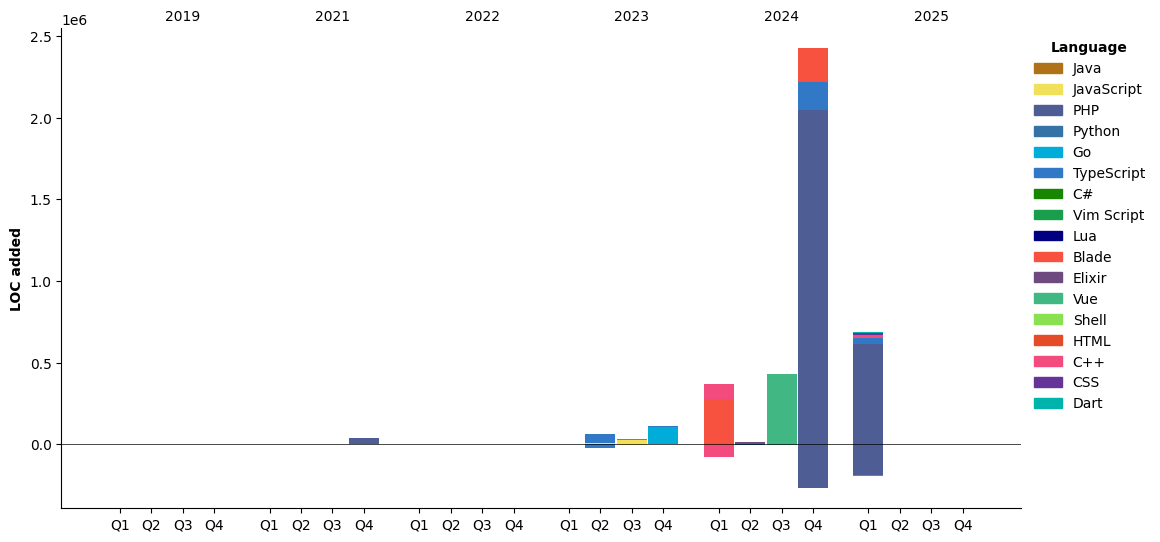 1e6
2019 2021 2022 2023 2024 2025
2.5
2.0
1.5
1.0
0.5
0.0
LOC added
Q1 Q2 Q3 Q4 Q1 Q2 Q3 Q4 Q1 Q2 Q3 Q4 Q1 Q2 Q3 Q4 Q1 Q2 Q3 Q4 Q1 Q2 Q3 Q4
Language
Java
JavaScript
PHP
Python
Go
TypeScript
C#
Vim Script
Lua
Blade
Elixir
Vue
Shell
HTML
C++
CSS
Dart